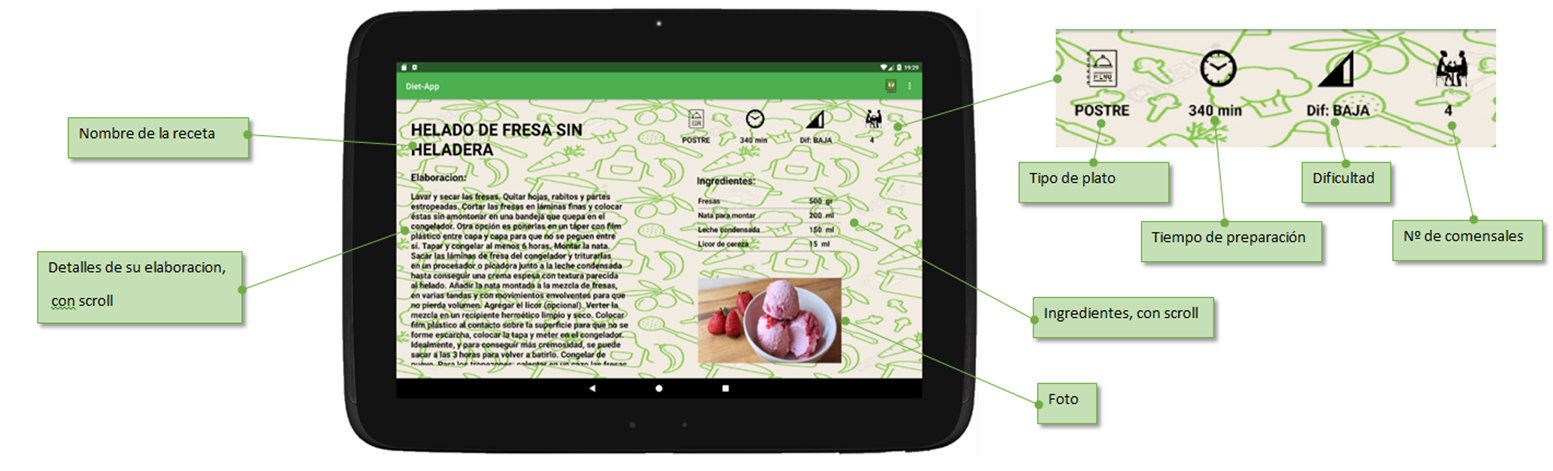 Nombre de la receta
Detalles de su elaboracion,
con scroll
19:29
Diet-App
HELADO DE FRESA SIN
HELADERA
Elaboracion:
Lavar y secar las fresas. Quitar hojas, rabitos y partes
estropeadas. Cortar las fresas en láminas finas y colocar
éstas sin amontonar en una bandeja que quepa en el
congelador. Otra opción es ponerlas en un táper con film
plástico entre capa y capa para que no se peguen entre
sí. Tapar y congelar al menos 6 horas. Montar la nata.
Sacar las láminas de fresa del congelador y triturarlas
en un procesador o picadora junto a la leche condensada
hasta conseguir una crema espesa con textura parecida
al helado. Añadir la nata montada a la mezcla de fresas,
en varias tandas y con movimientos envolventes para que
no pierda volumen. Agregar el licor (opcional). Verter la
mezcla en un recipiente hermético limpio y seco. Colocar
film plástico al contacto sobre la superficie para que no se
forme escarcha, colocar la tapa y meter en el congelador.
Idealmente, y para conseguir más cremosidad, se puede
sacar a las 3 horas para volver a batirlo. Congelar de
nuevo. Para los tropezones: calentar en un cazo las fresas
POSTRE
340 min
Dif: BAJA
4
Ingredientes:
Fresas 500 gr
Nata para montar 200 ml
Leche condensada 150 ml
Licor de cereza 15 ml
MENU
POSTRE
340 min
Dif: BAJA
4
Tipo de plato
Dificultad
Tiempo de preparación
Nº de comensales
Ingredientes, con scroll
Foto